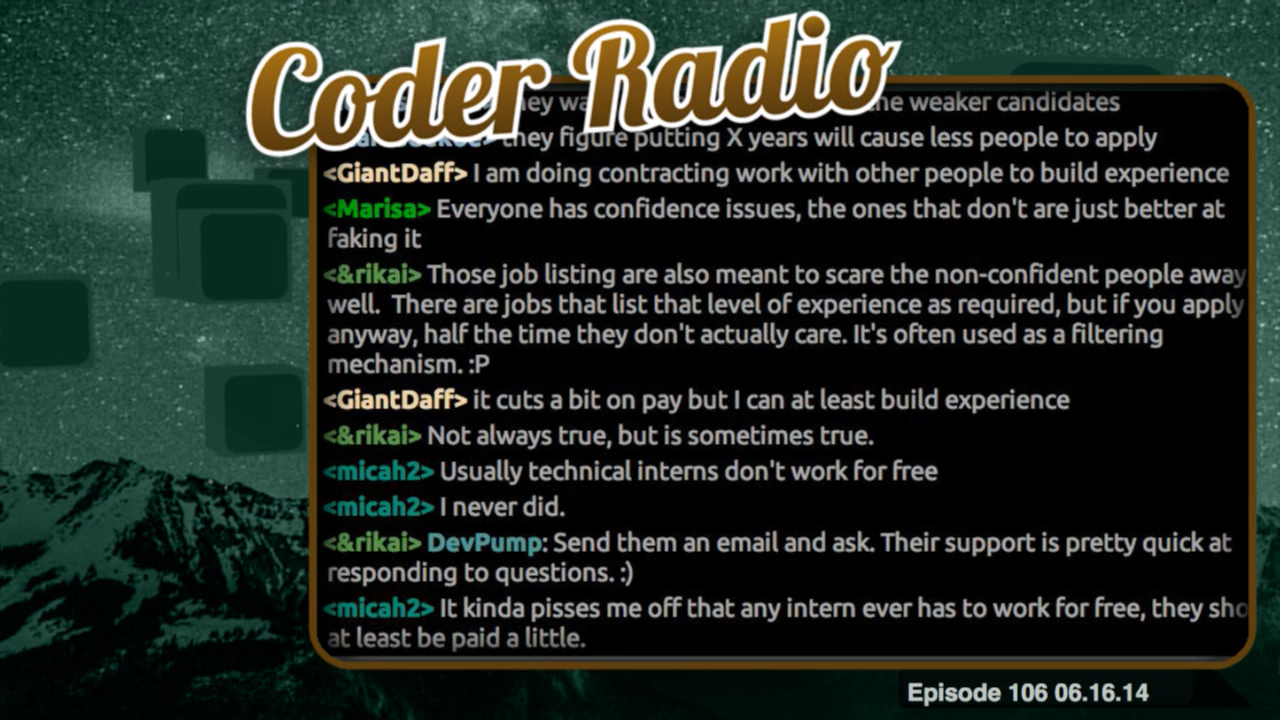 Coder Radio
he weaker candidates
they figure putting X years will cause less people to apply
<GiantDaff> I am doing contracting work with other people to build experience
<Marisa> Everyone has confidence issues, the ones that don't are just better at
faking it
<&rikai> Those job listing are also meant to scare the non-confident people away
well. There are jobs that list that level of experience as required, but if you apply
anyway, half the time they don't actually care. It's often used as a filtering
mechanism. :P
<GiantDaff> it cuts a bit on pay but I can at least build experience
<&rikai> Not always true, but is sometimes true.
<micah2> Usually technical interns don't work for free
<micah2> I never did.
<&rikai> DevPump: Send them an email and ask. Their support is pretty quick at
responding to questions. :)
<micah2> It kinda pisses me off that any intern ever has to work for free, they sho
at least be paid a little.
Episode 106 06.16.14